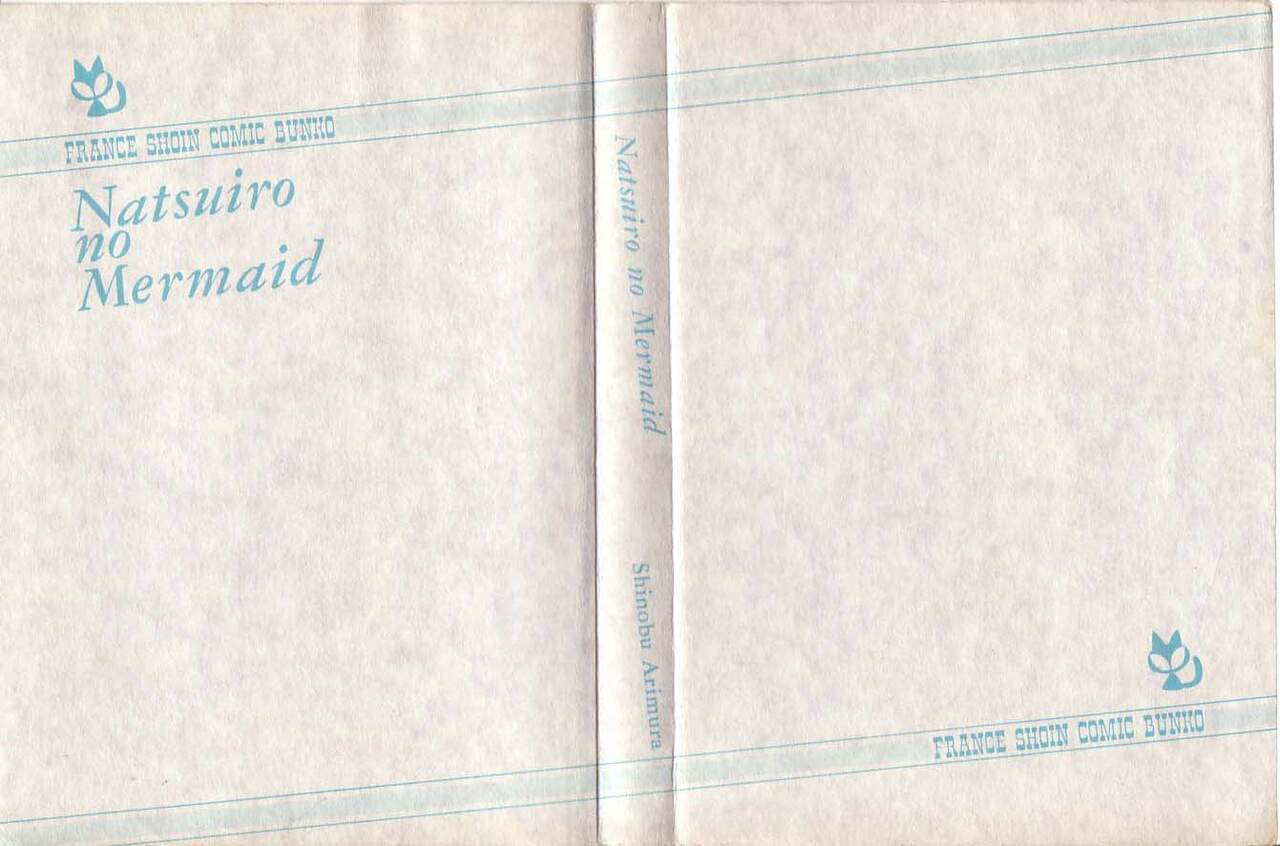 FRANCE SHOIN COMIC BUNKO
Natsuiro
no
Mermaid
Natsuiro no Mermaid
Shinobu Arimura
FRANCE SHOIN COMIC BUNKO